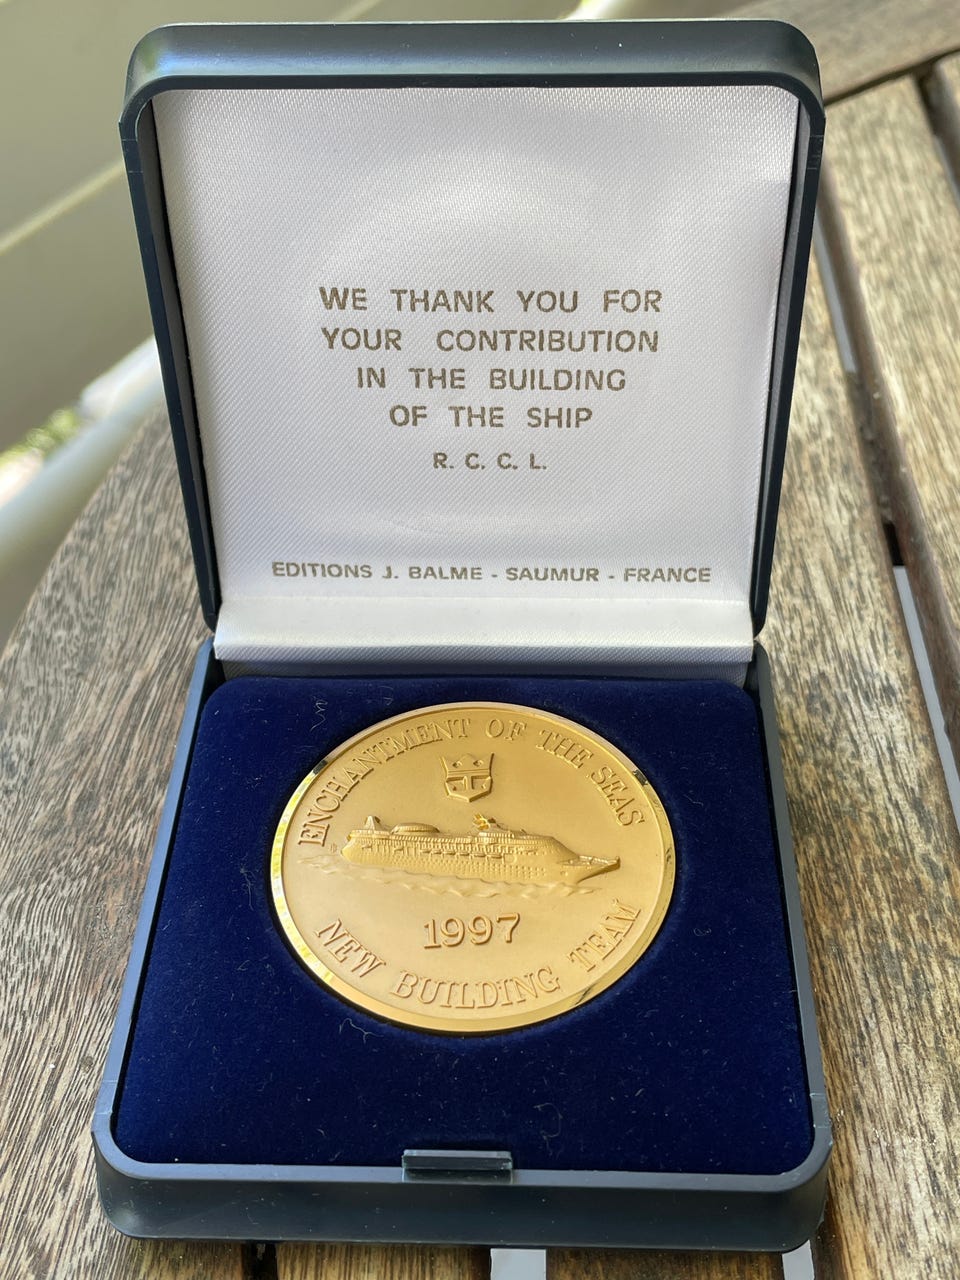 WE THANK YOU FOR
YOUR CONTRIBUTION
IN THE BUILDING
OF THE SHIP
R. C. C. L.
EDITIONS J. BALME - SAUMUR - FRANCE
ENCHANTMENT OF THE SEAS
1997
NEW BUILDING TEAM